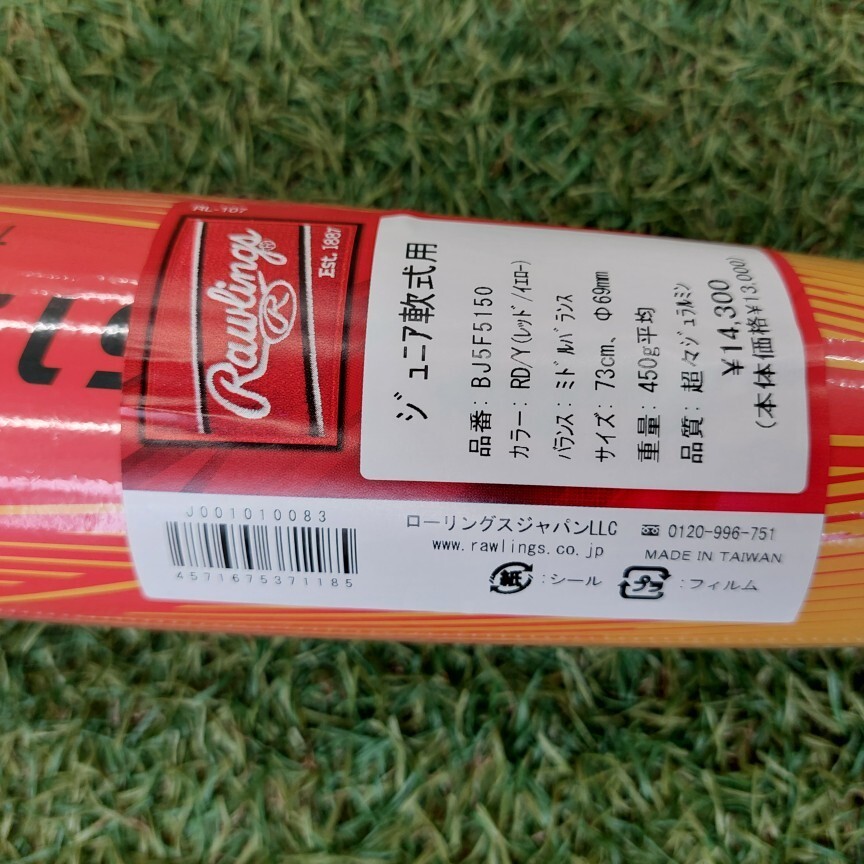 RL-107
Rawlings
R
Est. 1887
ジュニア軟式用
品番: BJ5F5150
カラー: RD/Y(レッド/イエロー)
バランス: ミドルバランス
サイズ: 73cm、Φ69mm
重量: 450g平均
品質: 超々ジュラルミン
¥14,300
(本体価格¥13,000)
J001010083
4571675371185
ローリングスジャパンLLC
0120-996-751
www.rawlings.co.jp
MADE IN TAIWAN
紙 :シール
プラ :フィルム